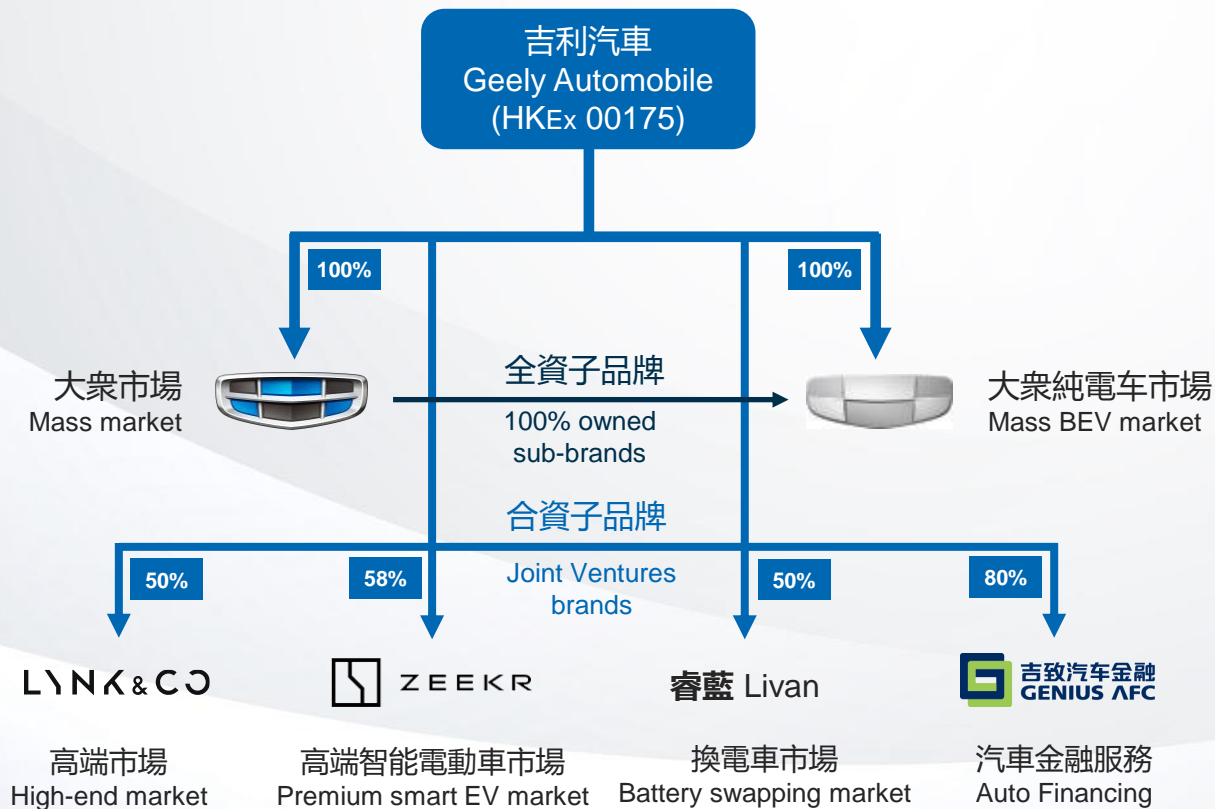 吉利汽車
Geely Automobile
(HKEx 00175)
100%
100%
大衆市場
Mass market
全資子品牌
100% owned
sub-brands
大衆純電车市場
Mass BEV market
合資子品牌
Joint Ventures
brands
50%
58%
50%
80%
LYNK & CO
ZEEKR
睿藍 Livan
吉致汽车金融
GENIUS AFC
高端市場
High-end market
高端智能電動車市場
Premium smart EV market
換電車市場
Battery swapping market
汽車金融服務
Auto Financing